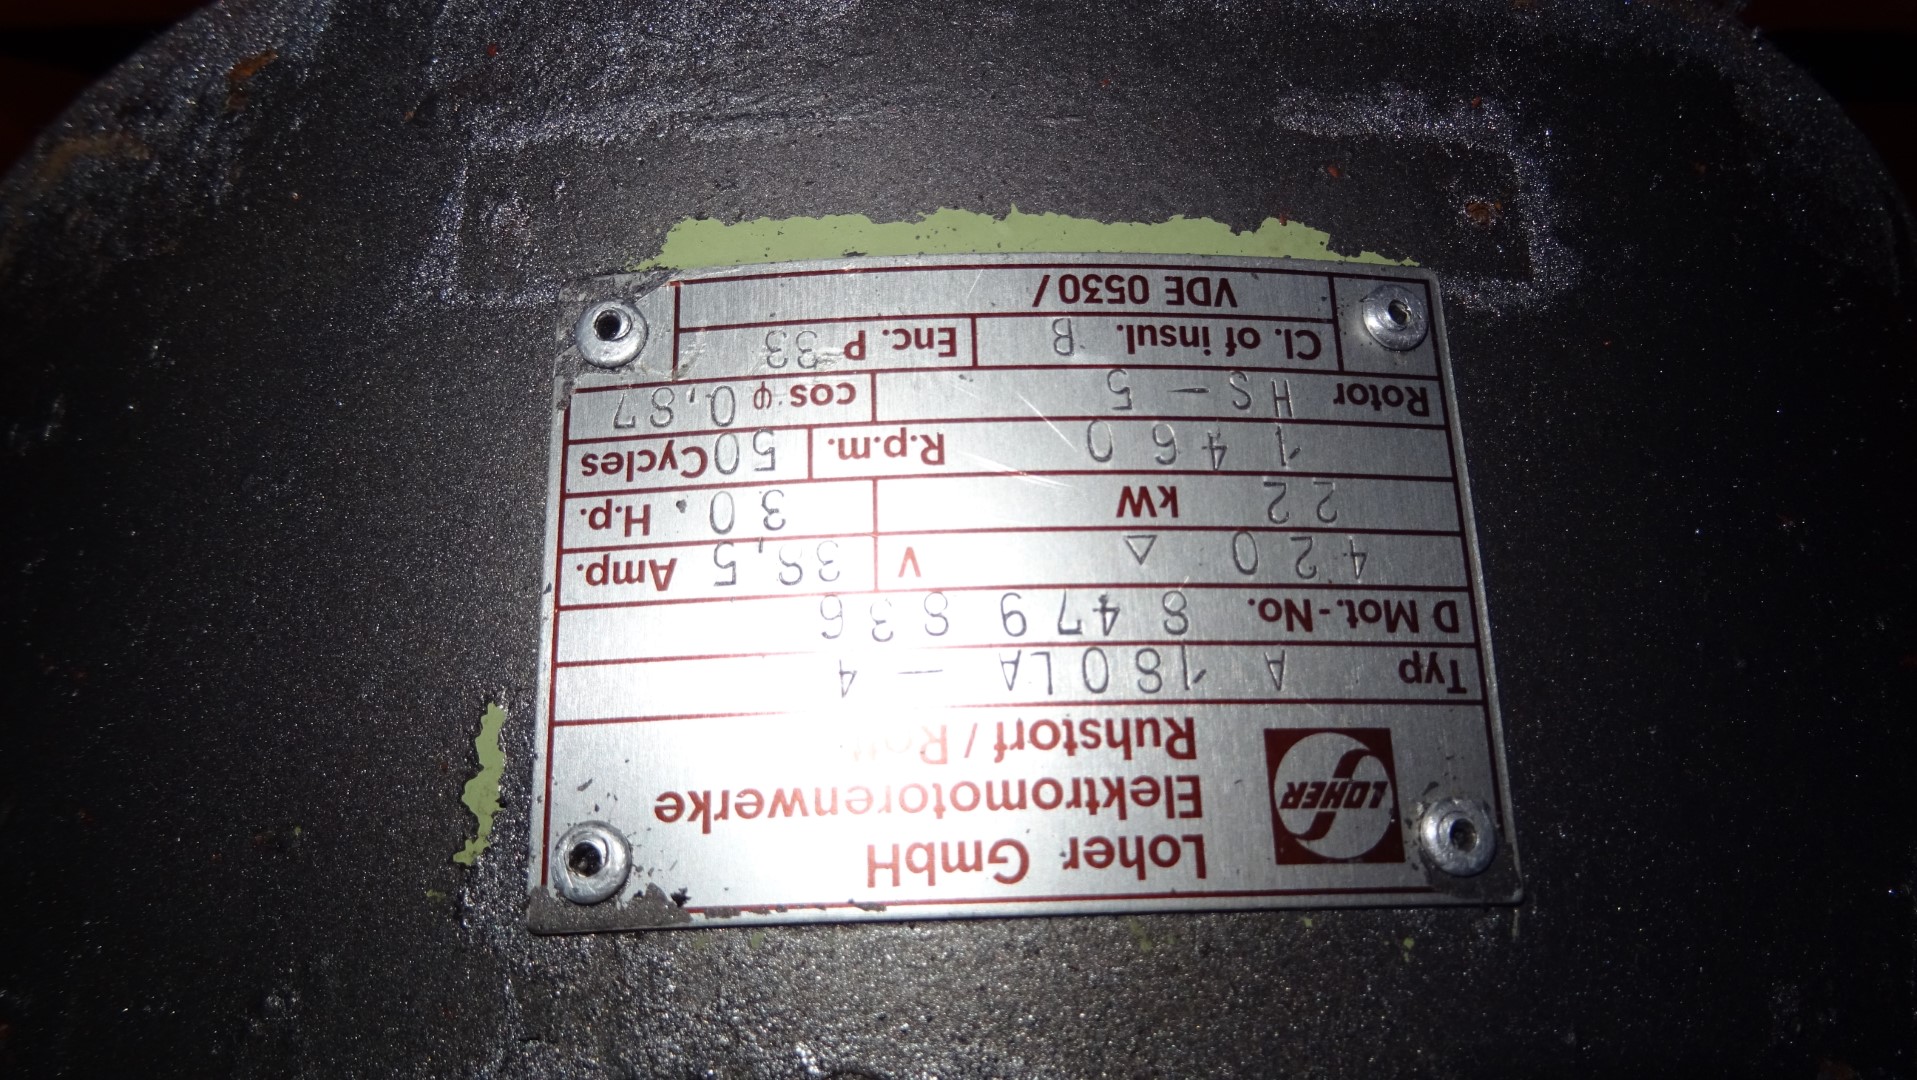 LOHER
Loher GmbH
Elektromotorenwerke
Ruhstorf /
Typ A 180LA – 4
D Mot.-No. 8 479 836
420 △ V 38,5 Amp.
22 kW 30. H.p.
1460 R.p.m. 50 Cycles
Rotor HS – 5 cos φ 0,87
Cl. of insul. B Enc. P 33
VDE 0530 /